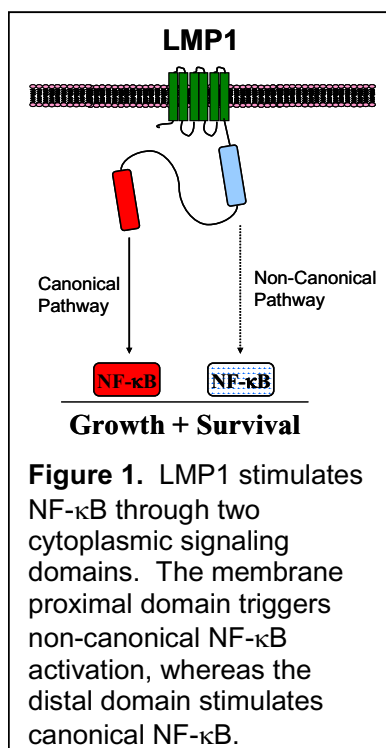 LMP1
Canonical
Pathway
Non-Canonical
Pathway
NF-κB
NF-κB
Growth + Survival
Figure 1. LMP1 stimulates
NF-κB through two
cytoplasmic signaling
domains. The membrane
proximal domain triggers
non-canonical NF-κB
activation, whereas the
distal domain stimulates
canonical NF-κB.